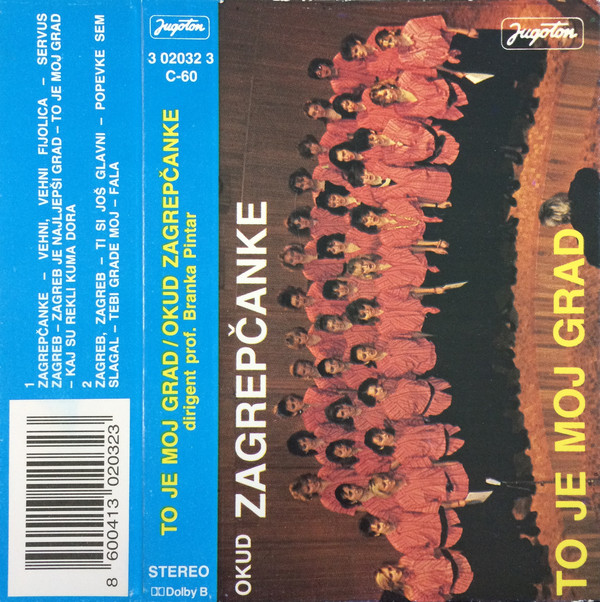 1
ZAGREPČANKE – VEHNI, VEHNI FIJOLICA – SERVUS
ZAGREB – ZAGREB JE NAJLJEPŠI GRAD – TO JE MOJ GRAD
– KAJ SU REKLI KUMA DORA
2
ZAGREB, ZAGREB – TI SI JOŠ GLAVNI – POPEVKE SEM
SLAGAL – TEBI GRADE MOJ – FALA
8 600413 020323
Jugoton
3 02032 3
C-60
TO JE MOJ GRAD/OKUD ZAGREPČANKE
dirigent prof. Branka Pintar
STEREO
Dolby B
OKUD ZAGREPČANKE
Jugoton
TO JE MOJ GRAD